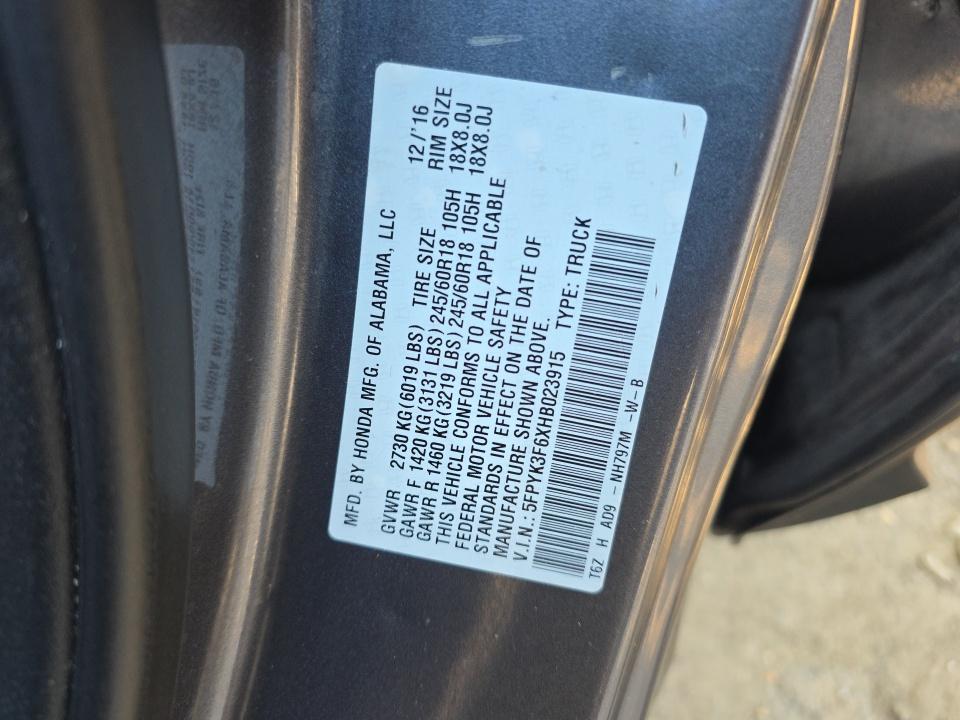 MFD. BY HONDA MFG. OF ALABAMA, LLC 12/'16
GVWR 2730 KG(6019 LBS) TIRE SIZE RIM SIZE
GAWR F 1420 KG(3131 LBS)245/60R18 105H 18X8.0J
GAWR R 1460 KG(3219 LBS)245/60R18 105H 18X8.0J
THIS VEHICLE CONFORMS TO ALL APPLICABLE
FEDERAL MOTOR VEHICLE SAFETY
STANDARDS IN EFFECT ON THE DATE OF
MANUFACTURE SHOWN ABOVE.
V.I.N.: 5FPYK3F6XHB023915 TYPE: TRUCK
T6Z H A09 – NH797M –W–B